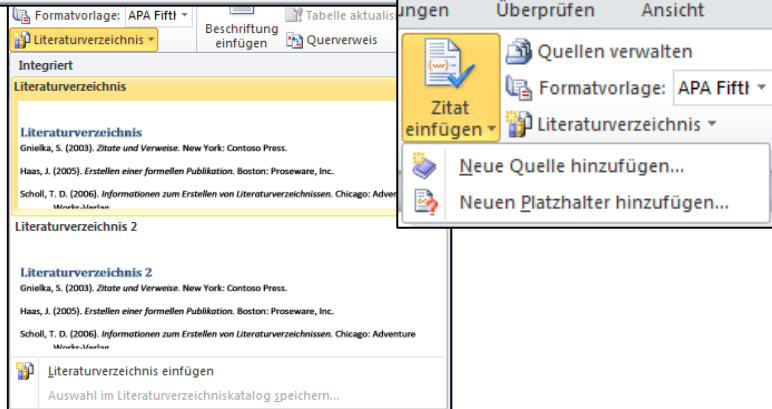 Formatvorlage: APA Fiftl
Tabelle aktualis
Literaturverzeichnis
Beschriftung
einfügen
Querverweis
Integriert
Literaturverzeichnis
Literaturverzeichnis
Gnielka, S. (2003). Zitate und Verweise. New York: Contoso Press.
Haas, J. (2005). Erstellen einer formellen Publikation. Boston: Proseware, Inc.
Scholl, T. D. (2006). Informationen zum Erstellen von Literaturverzeichnissen. Chicago: Adven
Works-Verlag
Literaturverzeichnis 2
Literaturverzeichnis 2
Gnielka, S. (2003). Zitate und Verweise. New York: Contoso Press.
Haas, J. (2005). Erstellen einer formellen Publikation. Boston: Proseware, Inc.
Scholl, T. D. (2006). Informationen zum Erstellen von Literaturverzeichnissen. Chicago: Adventure
Works-Verlag
Literaturverzeichnis einfügen
Auswahl im Literaturverzeichniskatalog speichern...
ungen Überprüfen Ansicht
Zitat
einfügen
Quellen verwalten
Formatvorlage: APA Fiftl
Literaturverzeichnis
Neue Quelle hinzufügen...
Neuen Platzhalter hinzufügen...